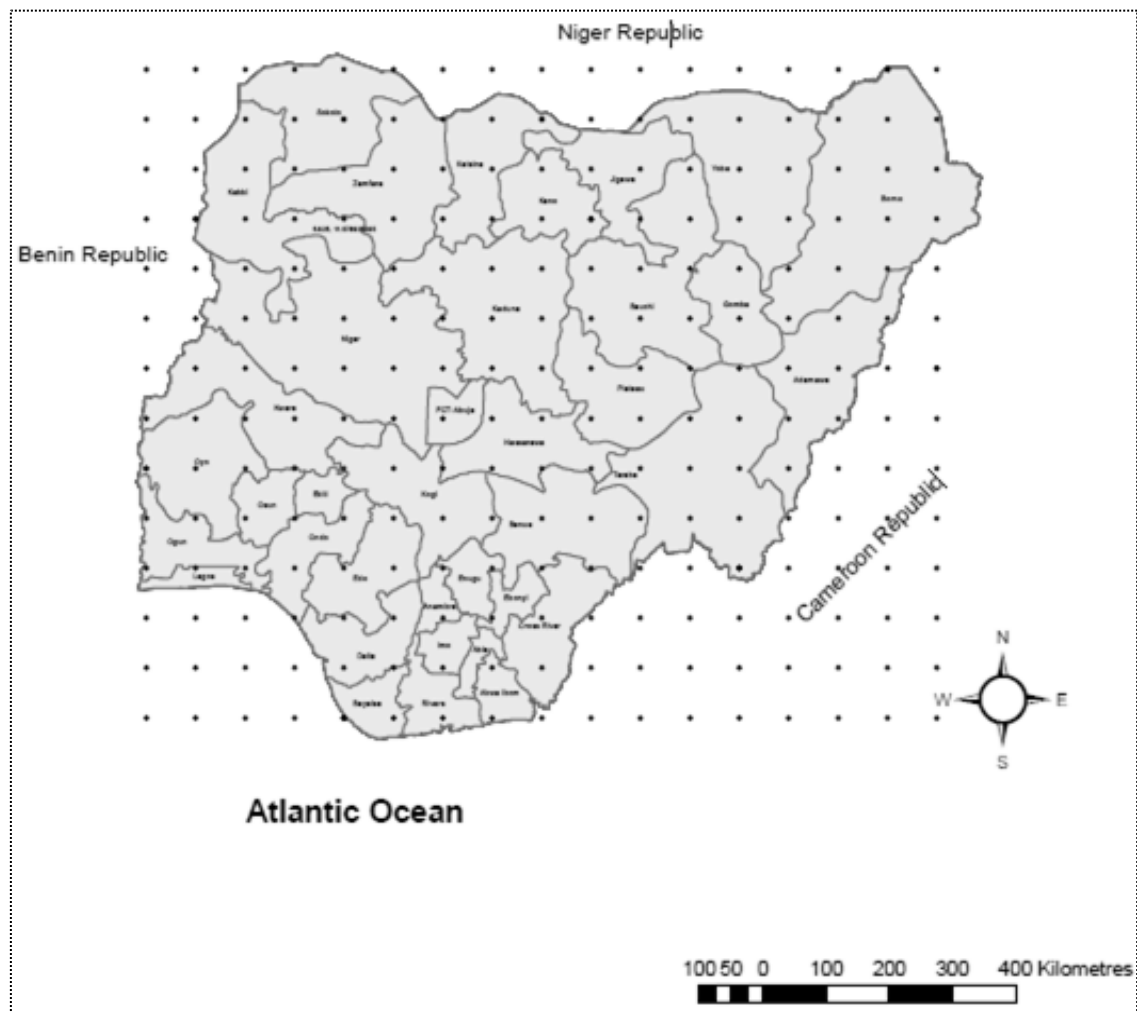 Niger Republic
Sokoto
Katsina
Zamfara
Kebbi
Kano
Jigawa
Yobe
Borno
Benin Republic
Kaduna
Bauchi
Gombe
Niger
Plateau
Adamawa
Kwara
FCT-Abuja
Nassarawa
Oyo
Kogi
Taraba
Osun
Ekiti
Benue
Ogun
Ondo
Cameroon Republic
Lagos
Edo
Enugu
Ebonyi
Anambra
Cross River
Imo
Abia
Delta
Bayelsa
Rivers
Akwa Ibom
N
W
E
S
Atlantic Ocean
100 50 0 100 200 300 400 Kilometres